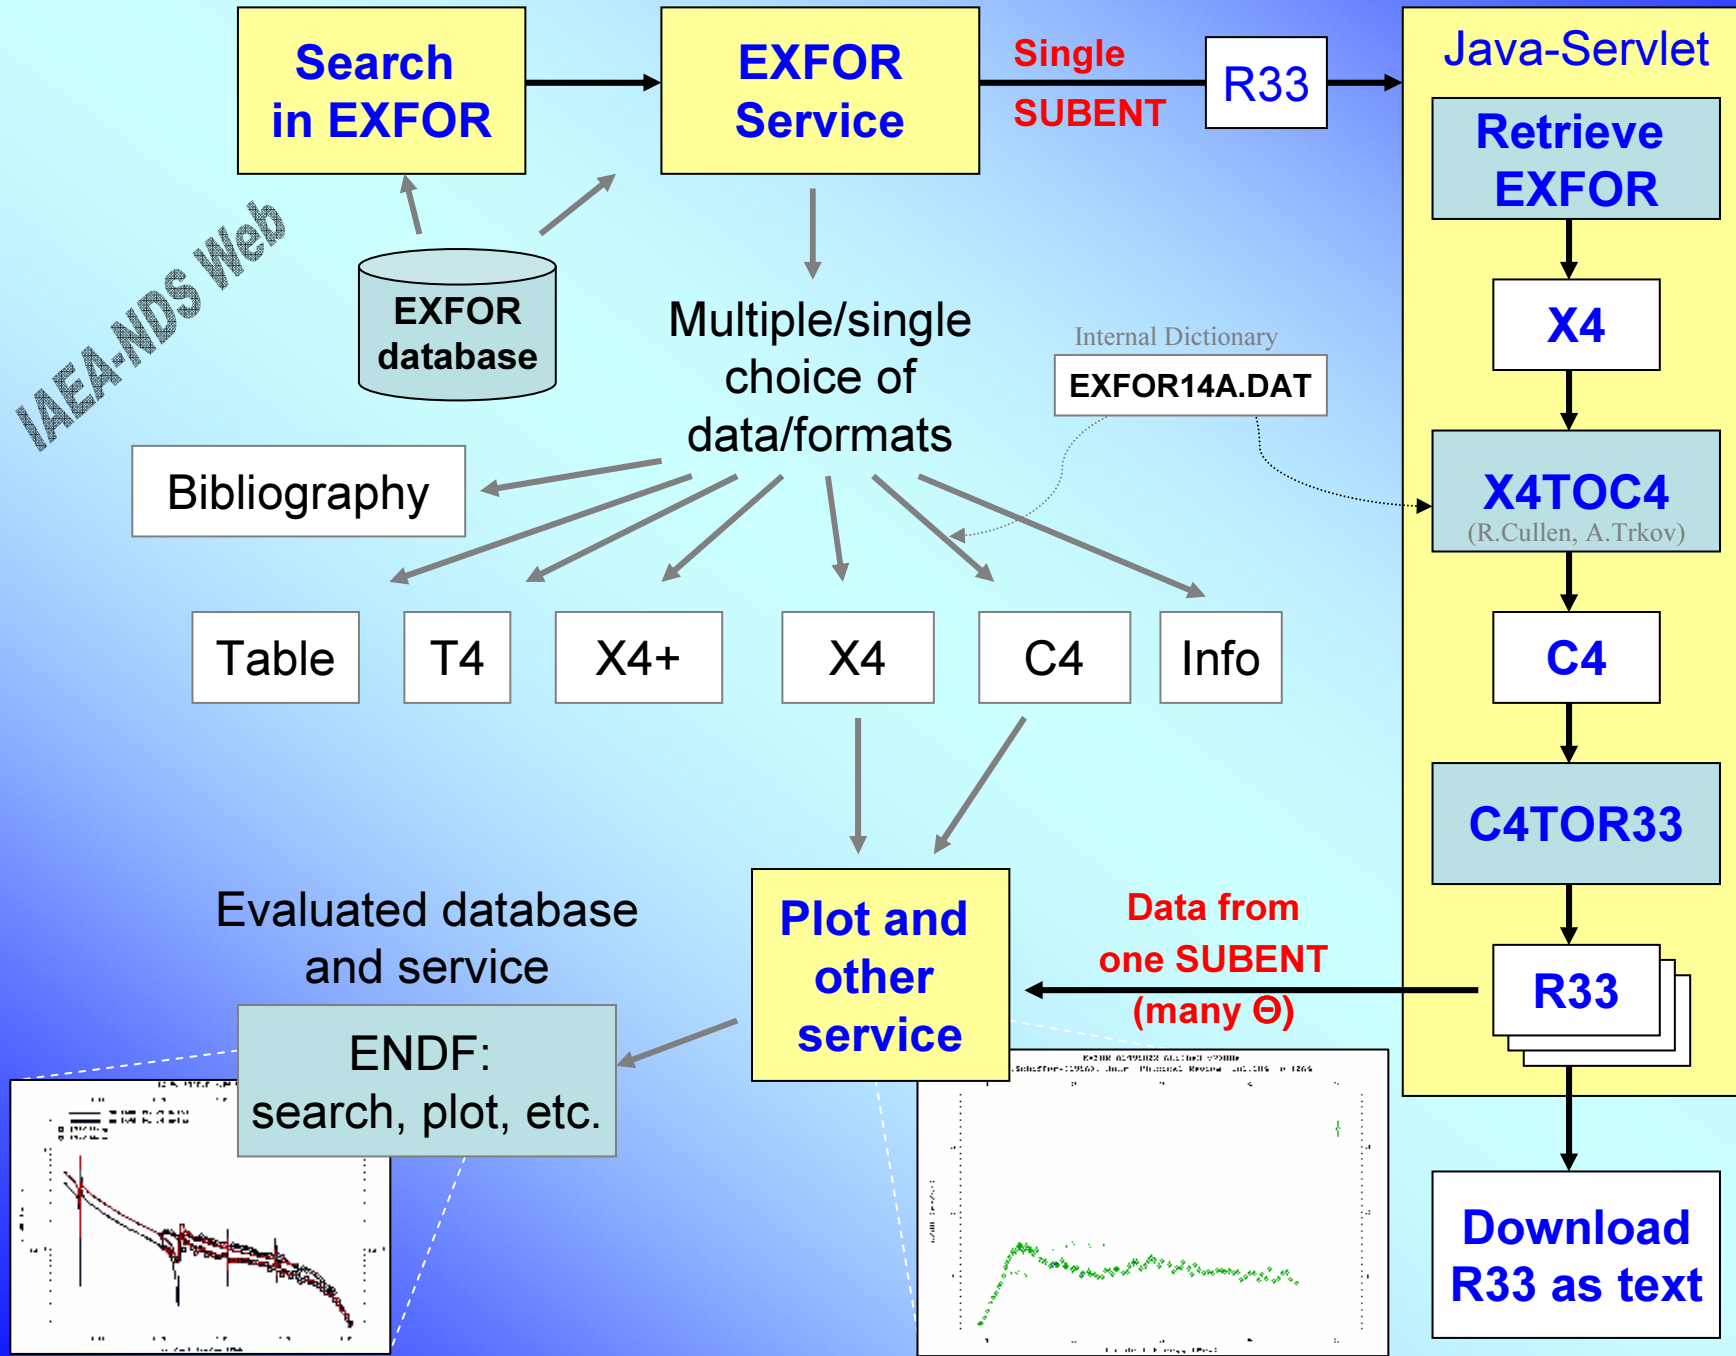 Search
in EXFOR
EXFOR
Service
Single
SUBENT
R33
Java-Servlet
Retrieve
EXFOR
X4
X4TOC4
(R.Cullen, A.Trkov)
C4
C4TOR33
R33
Download
R33 as text
IAEA-NDS Web
EXFOR
database
Multiple/single
choice of
data/formats
Internal Dictionary
EXFOR14A.DAT
Bibliography
Table
T4
X4+
X4
C4
Info
Plot and
other
service
Data from
one SUBENT
(many Θ)
Evaluated database
and service
ENDF:
search, plot, etc.